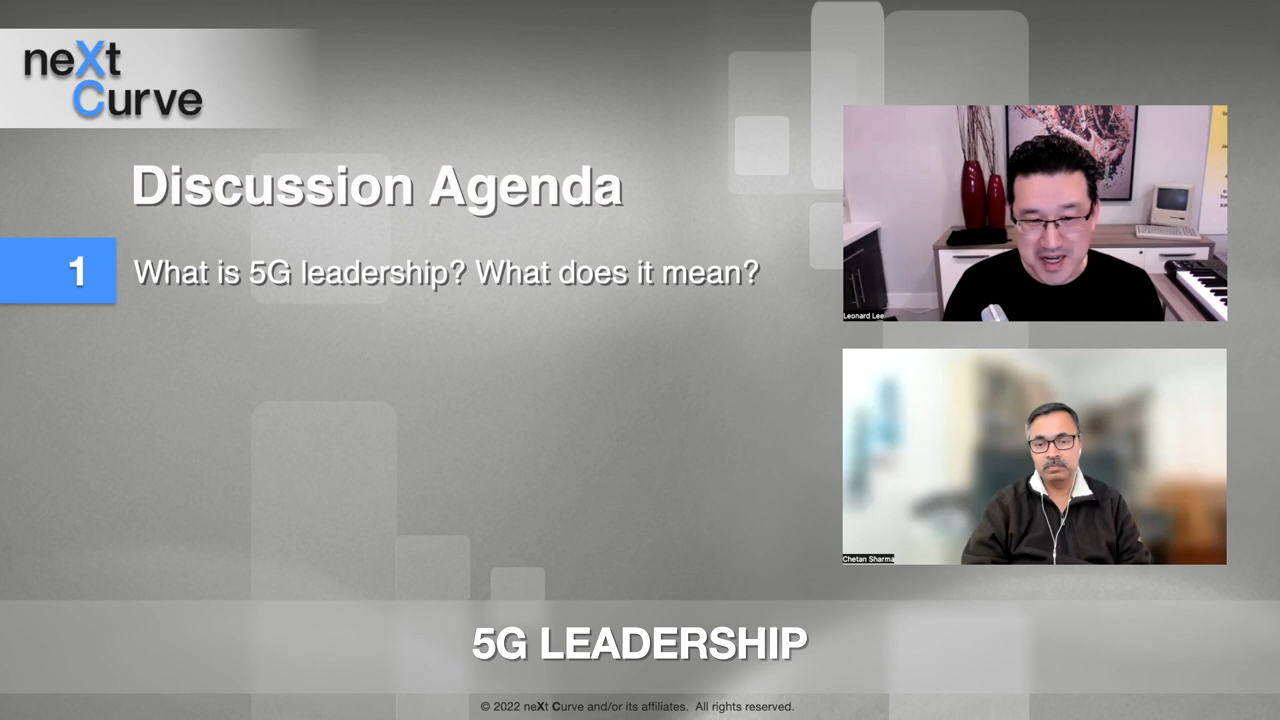 neXt
Curve
Discussion Agenda
1
What is 5G leadership? What does it mean?
Leonard Lee
Chetan Sharma
5G LEADERSHIP
© 2022 neXt Curve and/or its affiliates. All rights reserved.